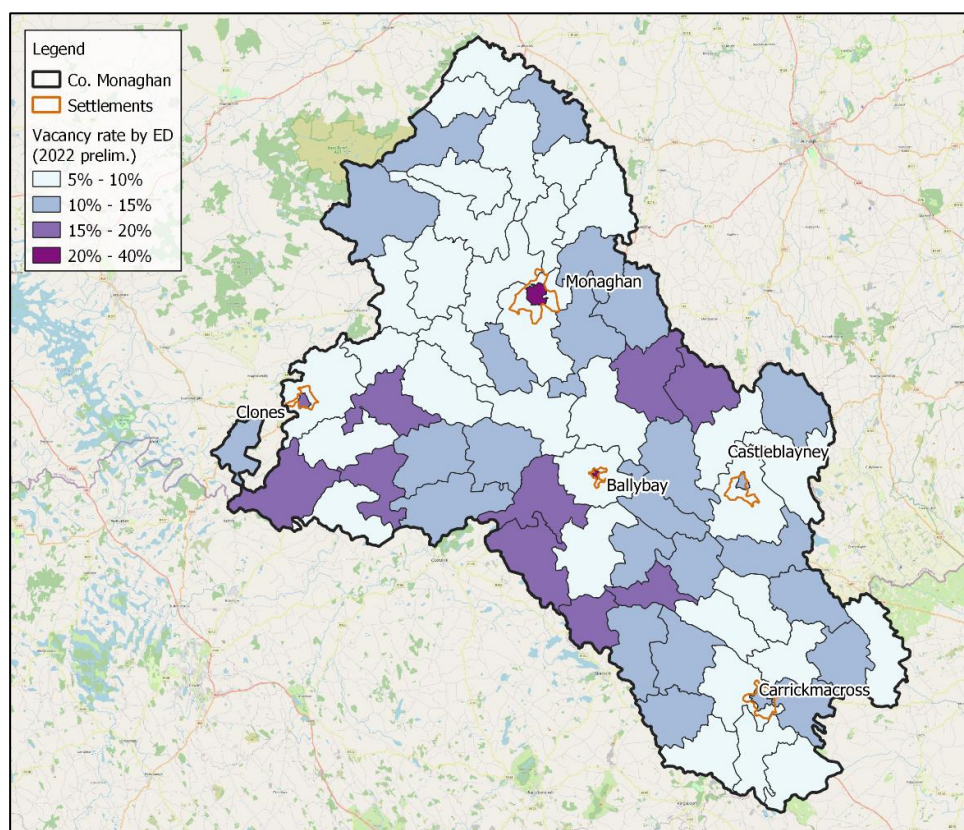 Legend
Co. Monaghan
Settlements
Vacancy rate by ED
(2022 prelim.)
5% - 10%
10% - 15%
15% - 20%
20% - 40%
Monaghan
Clones
Castleblayney
Ballybay
Carrickmacross